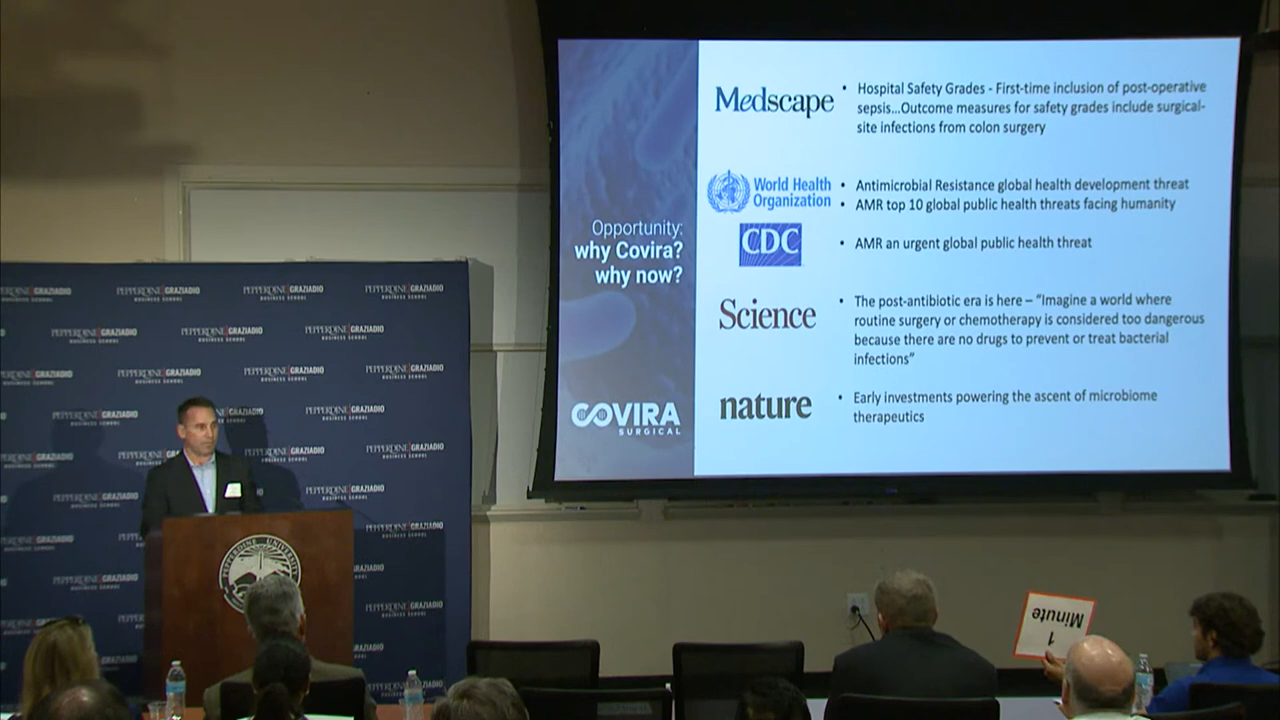 Medscape
• Hospital Safety Grades - First-time inclusion of post-operative
sepsis...Outcome measures for safety grades include surgical-
site infections from colon surgery
World Health
Organization
• Antimicrobial Resistance global health development threat
• AMR top 10 global public health threats facing humanity
CDC
• AMR an urgent global public health threat
Opportunity:
why Covira?
why now?
Science
• The post-antibiotic era is here – “Imagine a world where
routine surgery or chemotherapy is considered too dangerous
because there are no drugs to prevent or treat bacterial
infections”
nature
• Early investments powering the ascent of microbiome
therapeutics
COVIRA
SURGICAL
PEPPERDINE GRAZIADIO
BUSINESS SCHOOL
PEPPERDINE UNIVERSITY
1
Minute